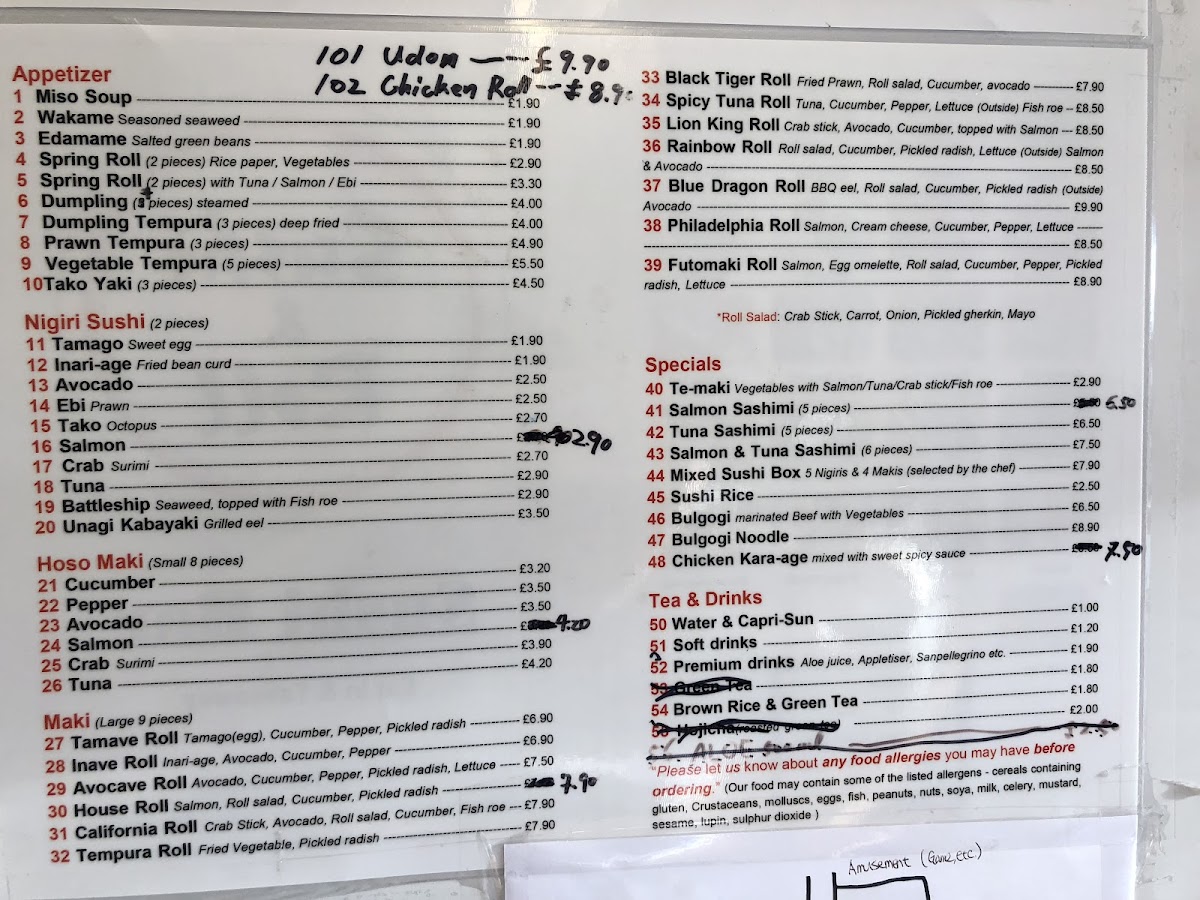 101 Udon ---- £9.90
102 Chicken Roll -- £8.90
Appetizer
1 Miso Soup £1.90
2 Wakame Seasoned seaweed £1.90
3 Edamame Salted green beans £1.90
4 Spring Roll (2 pieces) Rice paper, Vegetables £2.90
5 Spring Roll (2 pieces) with Tuna / Salmon / Ebi £3.30
6 Dumpling (pieces) steamed £4.00
7 Dumpling Tempura (3 pieces) deep fried £4.00
8 Prawn Tempura (3 pieces) £4.90
9 Vegetable Tempura (5 pieces) £5.50
10 Tako Yaki (3 pieces) £4.50
Nigiri Sushi (2 pieces)
11 Tamago Sweet egg £1.90
12 Inari-age Fried bean curd £1.90
13 Avocado £2.50
14 Ebi Prawn £2.50
15 Tako Octopus £2.70
16 Salmon £2.90
17 Crab Surimi £2.70
18 Tuna £2.90
19 Battleship Seaweed, topped with Fish roe £2.90
20 Unagi Kabayaki Grilled eel £3.50
Hoso Maki (Small 8 pieces)
21 Cucumber £3.20
22 Pepper £3.50
23 Avocado £3.50
24 Salmon £4.20
25 Crab Surimi £3.90
26 Tuna £4.20
Maki (Large 9 pieces)
27 Tamave Roll Tamago(egg), Cucumber, Pepper, Pickled radish £6.90
28 Inave Roll Inari-age, Avocado, Cucumber, Pepper £6.90
29 Avocave Roll Avocado, Cucumber, Pepper, Pickled radish, Lettuce £7.50
30 House Roll Salmon, Roll salad, Cucumber, Pickled radish 7.90
31 California Roll Crab Stick, Avocado, Roll salad, Cucumber, Fish roe --- £7.90
32 Tempura Roll Fried Vegetable, Pickled radish £7.90
33 Black Tiger Roll Fried Prawn, Roll salad, Cucumber, avocado £7.90
34 Spicy Tuna Roll Tuna, Cucumber, Pepper, Lettuce (Outside) Fish roe -- £8.50
35 Lion King Roll Crab stick, Avocado, Cucumber, topped with Salmon --- £8.50
36 Rainbow Roll Roll salad, Cucumber, Pickled radish, Lettuce (Outside) Salmon
& Avocado £8.50
37 Blue Dragon Roll BBQ eel, Roll salad, Cucumber, Pickled radish (Outside)
Avocado £9.90
38 Philadelphia Roll Salmon, Cream cheese, Cucumber, Pepper, Lettuce
£8.50
39 Futomaki Roll Salmon, Egg omelette, Roll salad, Cucumber, Pepper, Pickled
radish, Lettuce £8.90
*Roll Salad: Crab Stick, Carrot, Onion, Pickled gherkin, Mayo
Specials
40 Te-maki Vegetables with Salmon/Tuna/Crab stick/Fish roe £2.90
41 Salmon Sashimi (5 pieces) £6.50
42 Tuna Sashimi (5 pieces) £6.50
43 Salmon & Tuna Sashimi (6 pieces) £7.50
44 Mixed Sushi Box 5 Nigiris & 4 Makis (selected by the chef) £7.90
45 Sushi Rice £2.50
46 Bulgogi marinated Beef with Vegetables £6.50
47 Bulgogi Noodle £8.90
48 Chicken Kara-age mixed with sweet spicy sauce 7.50
Tea & Drinks
50 Water & Capri-Sun £1.00
51 Soft drinks £1.20
52 Premium drinks Aloe juice, Appletiser, Sanpellegrino etc. £1.90
53 Green Tea £1.80
54 Brown Rice & Green Tea £1.80
Hojicha (roasted green tea) £2.00
ALOE
"Please let us know about any food allergies you may have before
ordering." (Our food may contain some of the listed allergens - cereals containing
gluten, Crustaceans, molluscs, eggs, fish, peanuts, nuts, soya, milk, celery, mustard,
sesame, lupin, sulphur dioxide )
Amusement (Game, etc.)